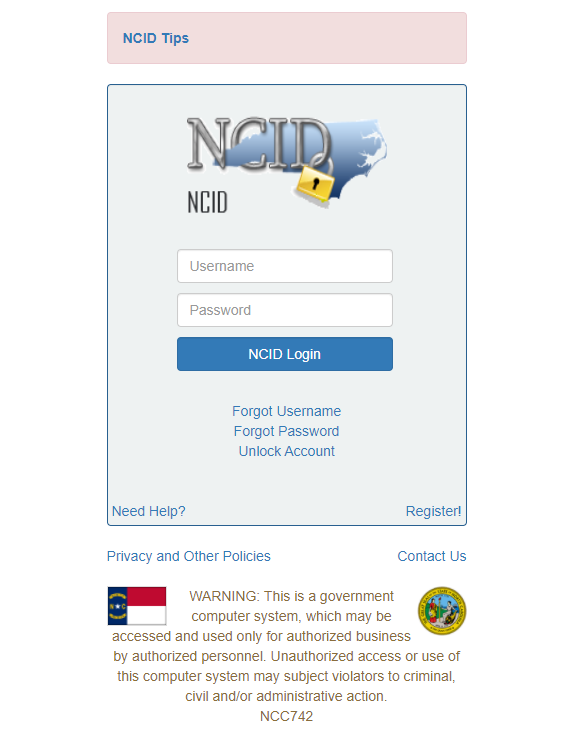 NCID Tips
NCID
NCID
Username
Password
NCID Login
Forgot Username
Forgot Password
Unlock Account
Need Help? Register!
Privacy and Other Policies Contact Us
N C
WARNING: This is a government
computer system, which may be
accessed and used only for authorized business
by authorized personnel. Unauthorized access or use of
this computer system may subject violators to criminal,
civil and/or administrative action.
NCC742